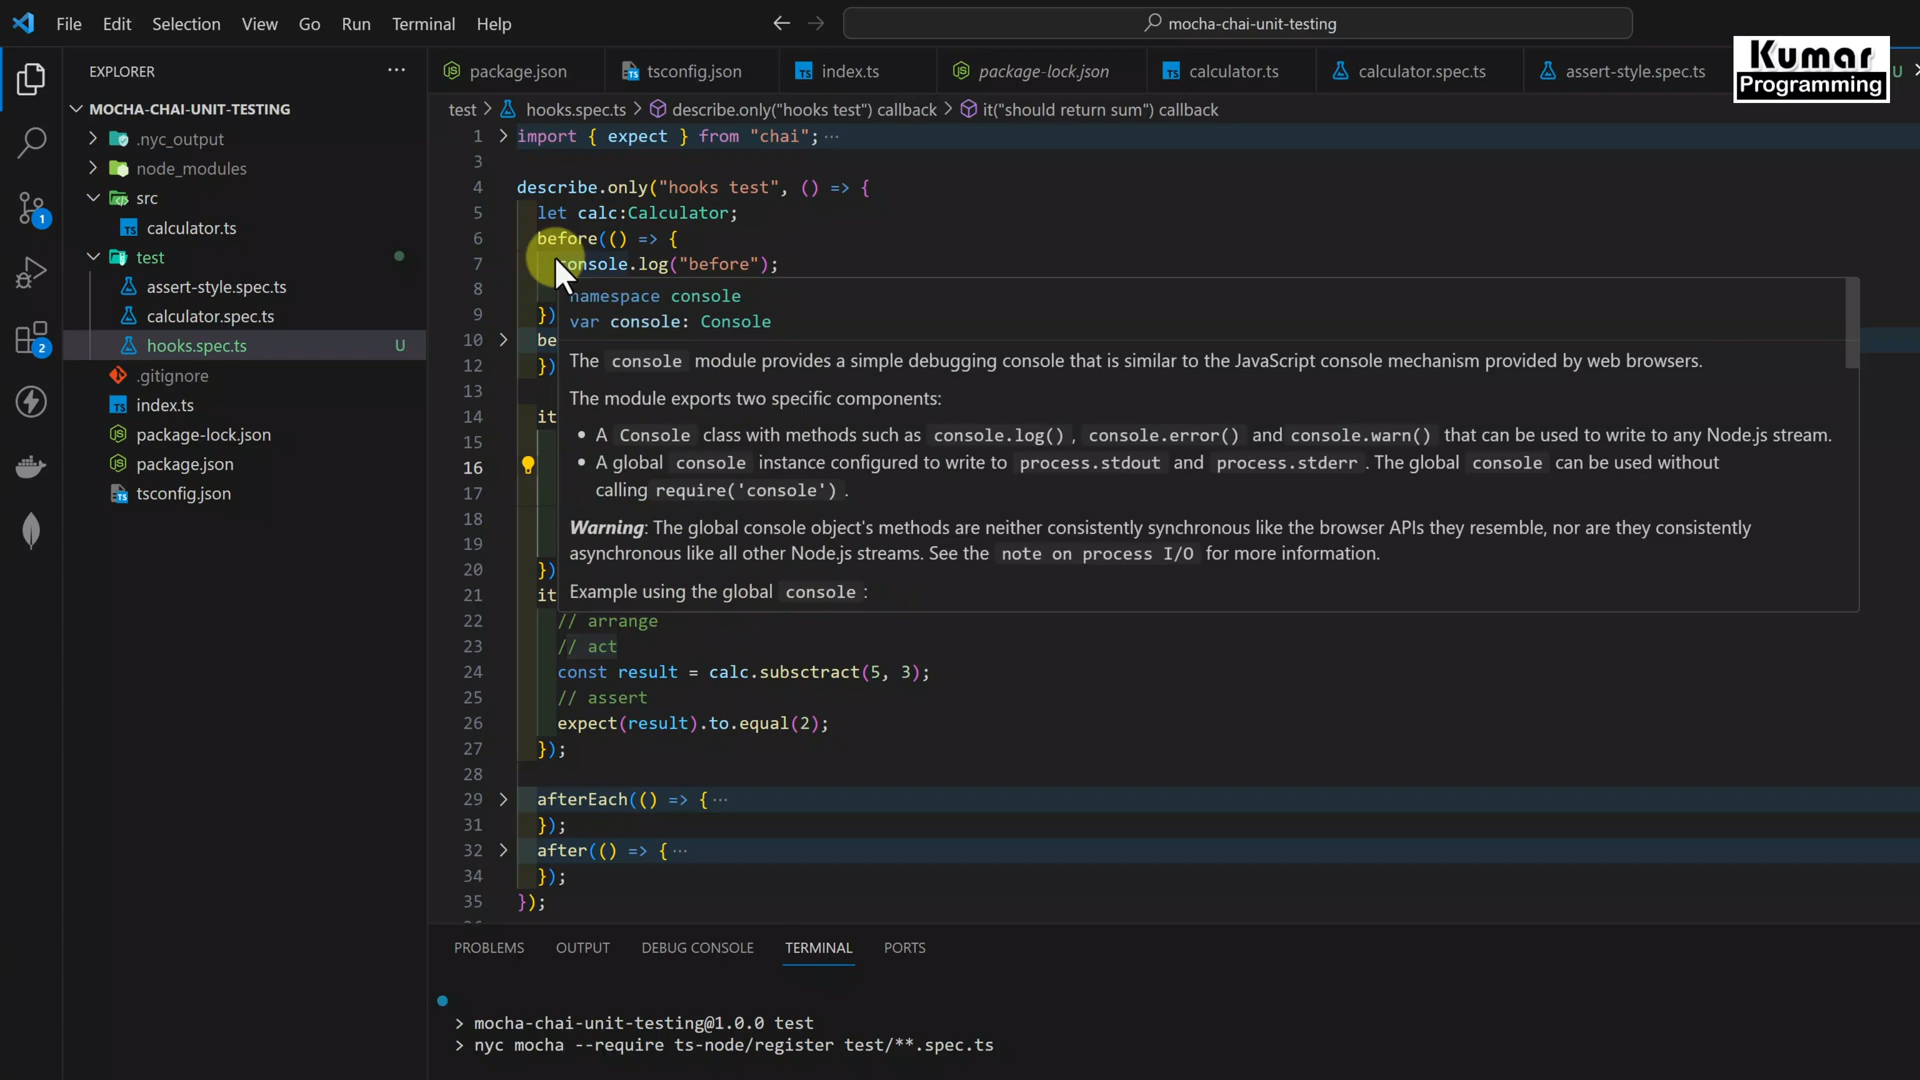 File Edit Selection View Go Run Terminal Help
mocha-chai-unit-testing
Kumar
Programming
EXPLORER
package.json
tsconfig.json
index.ts
package-lock.json
calculator.ts
calculator.spec.ts
assert-style.spec.ts
U
test > hooks.spec.ts > describe.only("hooks test") callback > it("should return sum") callback
MOCHA-CHAI-UNIT-TESTING
.nyc_output
node_modules
src
calculator.ts
test
assert-style.spec.ts
calculator.spec.ts
hooks.spec.ts U
.gitignore
index.ts
package-lock.json
package.json
tsconfig.json
1
2
1 import { expect } from "chai"; ...
3
4 describe.only("hooks test", () => {
5 let calc:Calculator;
6 before(() => {
7 console.log("before");
8
9 })
10 be
12 })
13
14 it
15
16
17
18
19
20 })
21 it
namespace console
var console: Console
The console module provides a simple debugging console that is similar to the JavaScript console mechanism provided by web browsers.
The module exports two specific components:
• A Console class with methods such as console.log() , console.error() and console.warn() that can be used to write to any Node.js stream.
• A global console instance configured to write to process.stdout and process.stderr . The global console can be used without
calling require('console') .
Warning: The global console object's methods are neither consistently synchronous like the browser APIs they resemble, nor are they consistently
asynchronous like all other Node.js streams. See the note on process I/O for more information.
Example using the global console :
22 // arrange
23 // act
24 const result = calc.subsctract(5, 3);
25 // assert
26 expect(result).to.equal(2);
27 });
28
29 afterEach(() => { ...
31 });
32 after(() => { ...
34 });
35 });
PROBLEMS OUTPUT DEBUG CONSOLE TERMINAL PORTS
> mocha-chai-unit-testing@1.0.0 test
> nyc mocha --require ts-node/register test/**.spec.ts